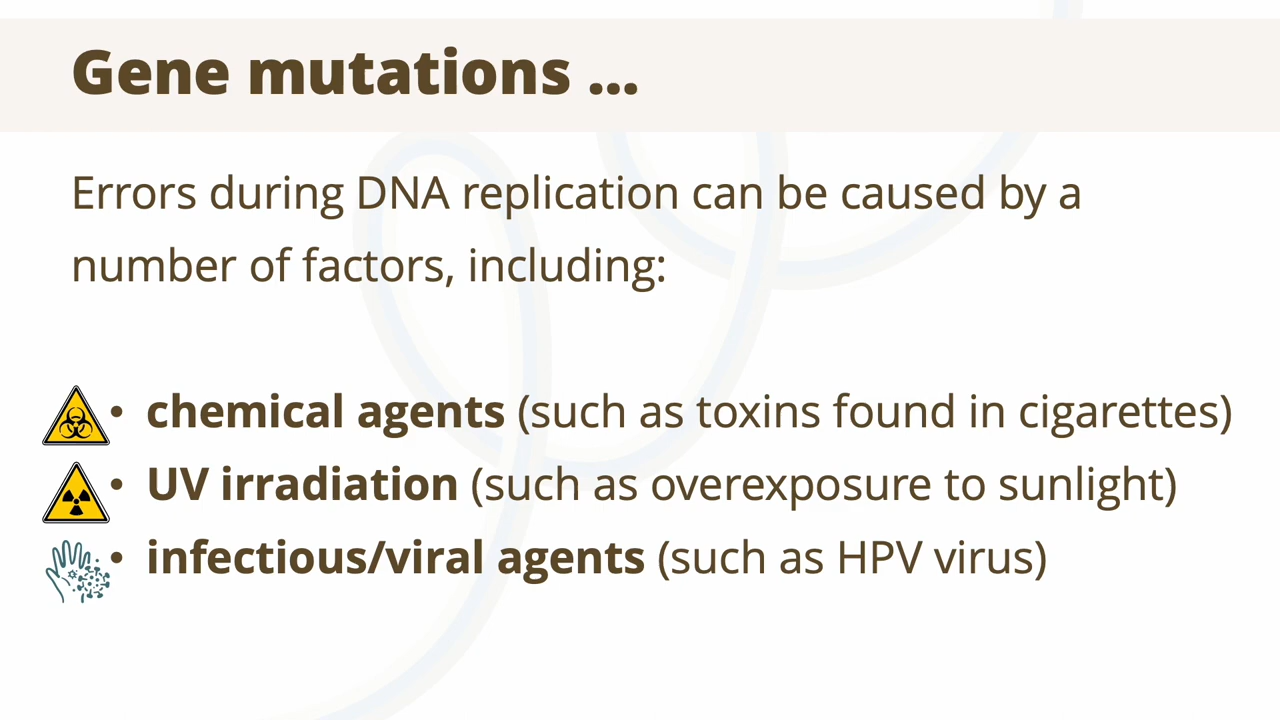 Gene mutations ...
Errors during DNA replication can be caused by a
number of factors, including:
• chemical agents (such as toxins found in cigarettes)
• UV irradiation (such as overexposure to sunlight)
• infectious/viral agents (such as HPV virus)